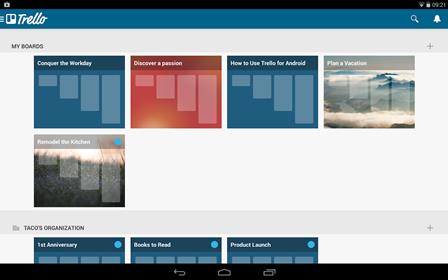 09:21
Trello
MY BOARDS
Conquer the Workday
Discover a passion
How to Use Trello for Android
Plan a Vacation
Remodel the Kitchen
TACO'S ORGANIZATION
1st Anniversary
Books to Read
Product Launch